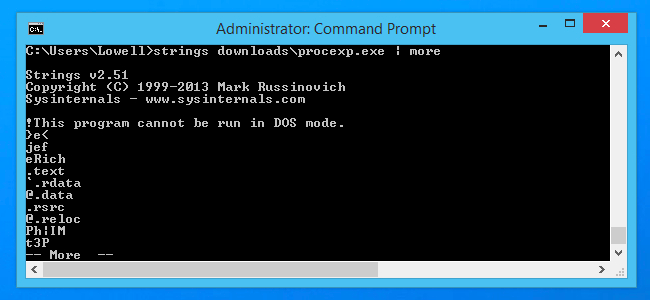 Administrator: Command Prompt
C:\Users\Lowell>strings downloads\procexp.exe | more
Strings v2.51
Copyright (C) 1999-2013 Mark Russinovich
Sysinternals - www.sysinternals.com
!This program cannot be run in DOS mode.
>e<
jef
eRich
.text
`.rdata
@.data
.rsrc
@.reloc
Ph¦IM
t3P
-- More  --